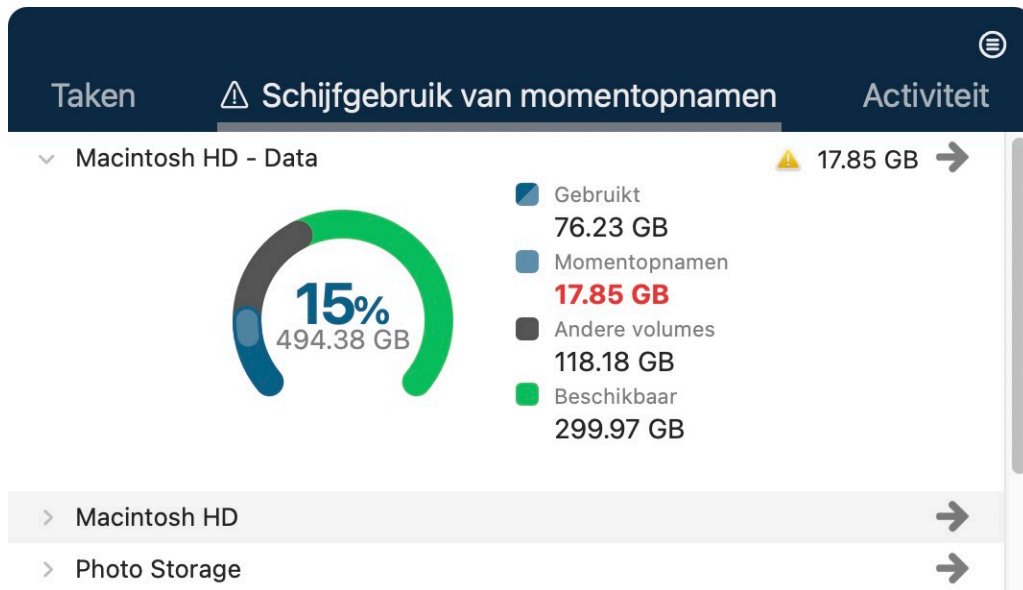 Taken
Schijfgebruik van momentopnamen
Activiteit
Macintosh HD - Data
17.85 GB
15%
494.38 GB
Gebruikt
76.23 GB
Momentopnamen
17.85 GB
Andere volumes
118.18 GB
Beschikbaar
299.97 GB
Macintosh HD
Photo Storage